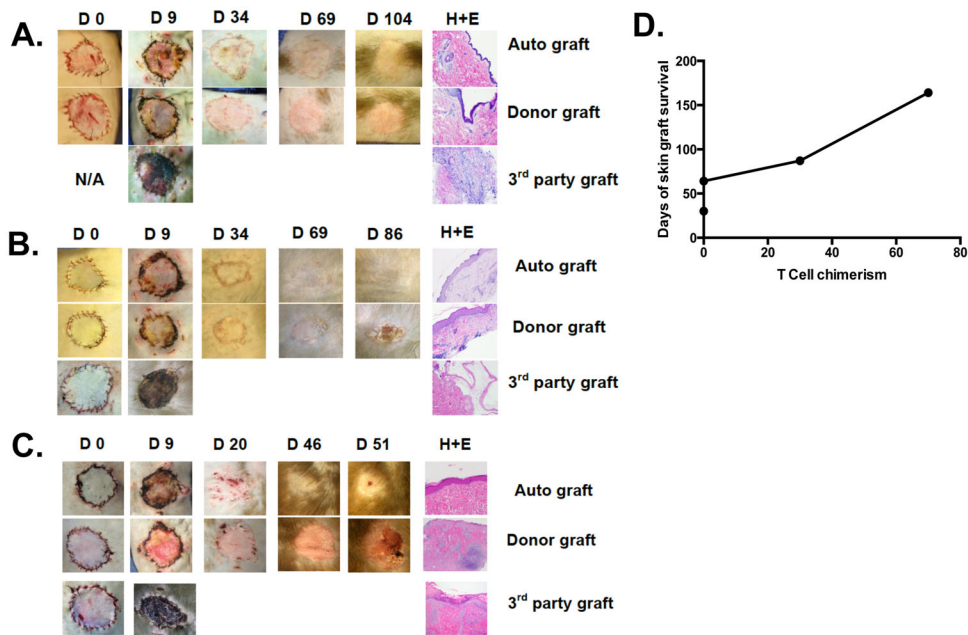 A.
D 0 D 9 D 34 D 69 D 104 H+E
Auto graft
Donor graft
N/A
3rd party graft
B.
D 0 D 9 D 34 D 69 D 86 H+E
Auto graft
Donor graft
3rd party graft
C.
D 0 D 9 D 20 D 46 D 51 H+E
Auto graft
Donor graft
3rd party graft
D.
Days of skin graft survival
200
150
100
50
0
0 20 40 60 80
T Cell chimerism